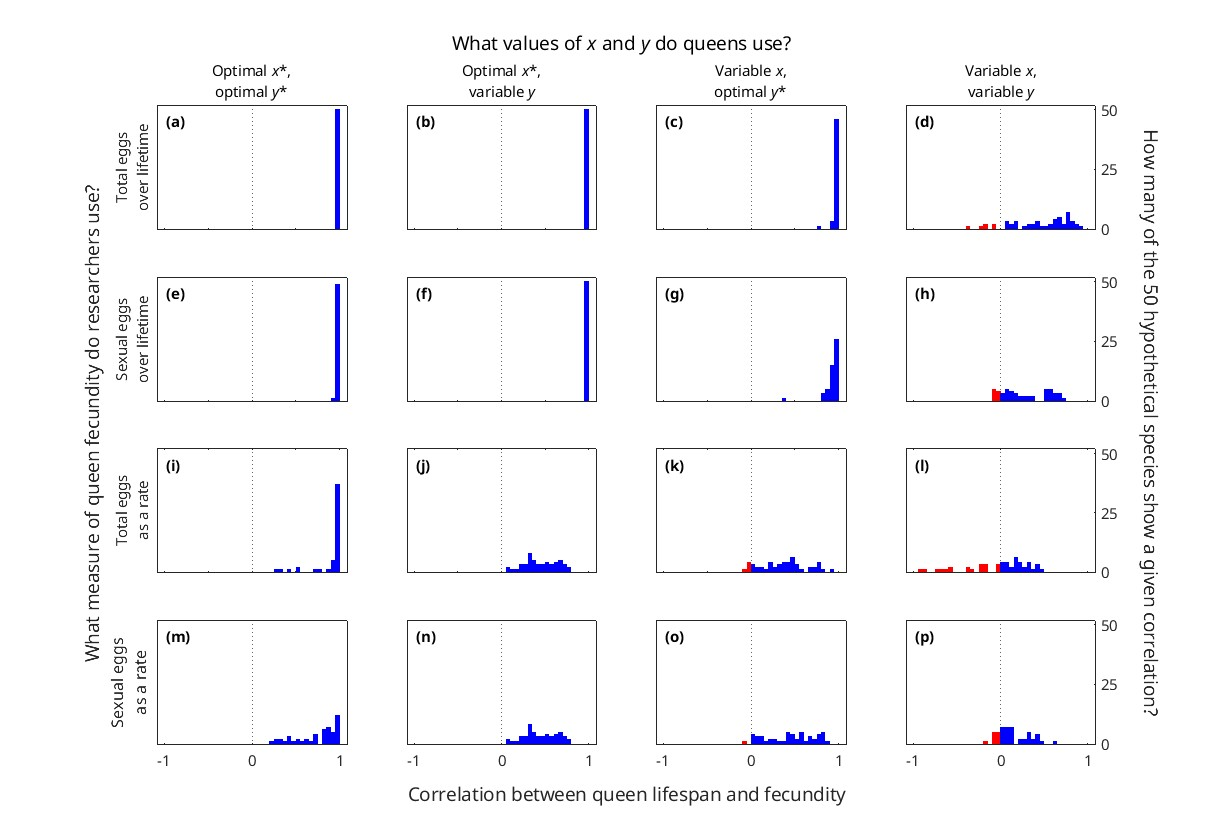 What values of x and y do queens use?
Optimal x*,
optimal y*
Optimal x*,
variable y
Variable x,
optimal y*
Variable x,
variable y
What measure of queen fecundity do researchers use?
Total eggs
over lifetime
(a)
(b)
(c)
(d)
50
25
0
Sexual eggs
over lifetime
(e)
(f)
(g)
(h)
50
25
0
Total eggs
as a rate
(i)
(j)
(k)
(l)
50
25
0
Sexual eggs
as a rate
(m)
(n)
(o)
(p)
50
25
0
How many of the 50 hypothetical species show a given correlation?
-1 0 1
-1 0 1
-1 0 1
-1 0 1
Correlation between queen lifespan and fecundity